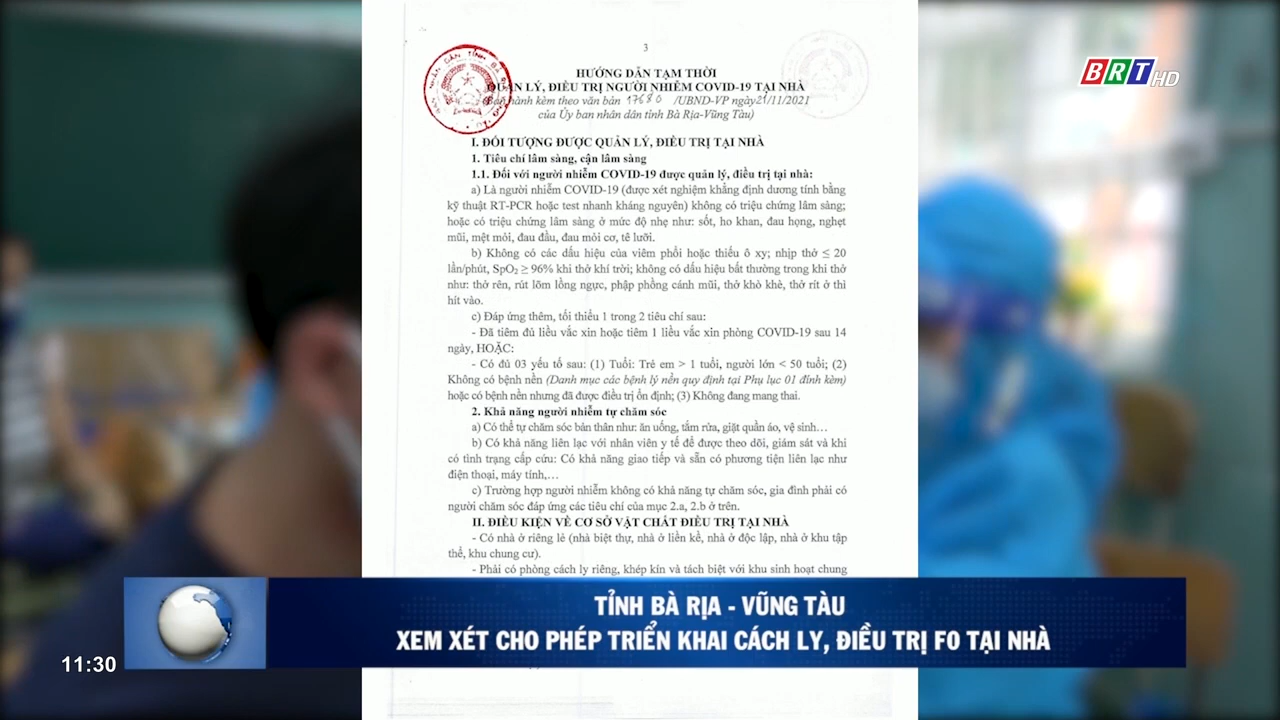 BRT HD
3
HƯỚNG DẪN TẠM THỜI
QUẢN LÝ, ĐIỀU TRỊ NGƯỜI NHIỄM COVID-19 TẠI NHÀ
hành kèm theo văn bản 17680 /UBND-VP ngày 21/11/2021
của Ủy ban nhân dân tỉnh Bà Rịa-Vũng Tàu)
I. ĐỐI TƯỢNG ĐƯỢC QUẢN LÝ, ĐIỀU TRỊ TẠI NHÀ
1. Tiêu chí lâm sàng, cận lâm sàng
1.1. Đối với người nhiễm COVID-19 được quản lý, điều trị tại nhà:
a) Là người nhiễm COVID-19 (được xét nghiệm khẳng định dương tính bằng
kỹ thuật RT-PCR hoặc test nhanh kháng nguyên) không có triệu chứng lâm sàng;
hoặc có triệu chứng lâm sàng ở mức độ nhẹ như: sốt, ho khan, đau họng, nghẹt
mũi, mệt mỏi, đau đầu, đau mỏi cơ, tê lưỡi.
b) Không có các dấu hiệu của viêm phổi hoặc thiếu ô xy; nhịp thở ≤ 20
lần/phút, SpO₂ ≥ 96% khi thở khí trời; không có dấu hiệu bất thường trong khi thở
như: thở rên, rút lõm lồng ngực, phập phồng cánh mũi, thở khò khè, thở rít ở thì
hít vào.
c) Đáp ứng thêm, tối thiểu 1 trong 2 tiêu chí sau:
- Đã tiêm đủ liều vắc xin hoặc tiêm 1 liều vắc xin phòng COVID-19 sau 14
ngày, HOẶC:
- Có đủ 03 yếu tố sau: (1) Tuổi: Trẻ em > 1 tuổi, người lớn < 50 tuổi; (2)
Không có bệnh nền (Danh mục các bệnh lý nền quy định tại Phụ lục 01 đính kèm)
hoặc có bệnh nền nhưng đã được điều trị ổn định; (3) Không đang mang thai.
2. Khả năng người nhiễm tự chăm sóc
a) Có thể tự chăm sóc bản thân như: ăn uống, tắm rửa, giặt quần áo, vệ sinh…
b) Có khả năng liên lạc với nhân viên y tế để được theo dõi, giám sát và khi
có tình trạng cấp cứu: Có khả năng giao tiếp và sẵn có phương tiện liên lạc như
điện thoại, máy tính,…
c) Trường hợp người nhiễm không có khả năng tự chăm sóc, gia đình phải có
người chăm sóc đáp ứng các tiêu chí của mục 2.a, 2.b ở trên.
II. ĐIỀU KIỆN VỀ CƠ SỞ VẬT CHẤT ĐIỀU TRỊ TẠI NHÀ
- Có nhà ở riêng lẻ (nhà biệt thự, nhà ở liền kề, nhà ở độc lập, nhà ở khu tập
thể, khu chung cư).
- Phải có phòng cách ly riêng, khép kín và tách biệt với khu sinh hoạt chung
TỈNH BÀ RỊA - VŨNG TÀU
XEM XÉT CHO PHÉP TRIỂN KHAI CÁCH LY, ĐIỀU TRỊ F0 TẠI NHÀ
11:30